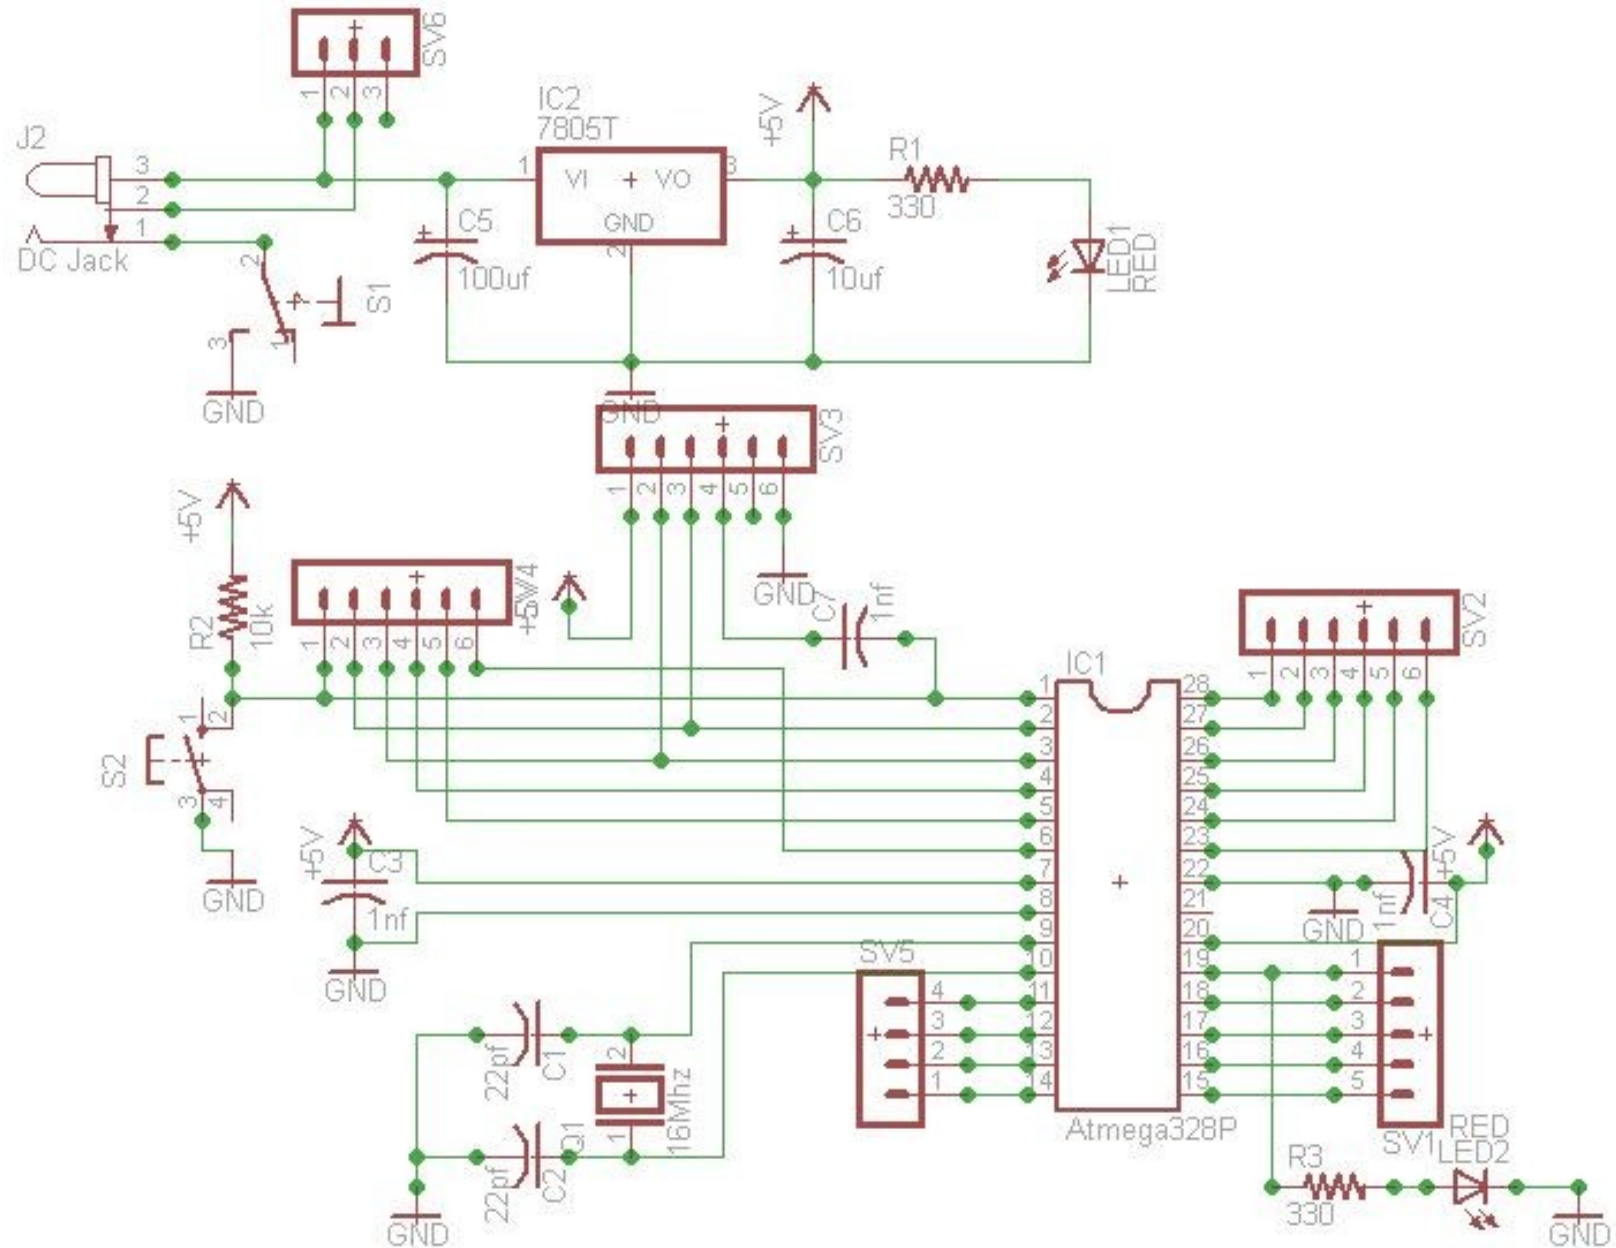 SV6
1 2 3
J2
3
2
1
DC Jack
IC2
7805T
1
VI + VO
3
GND
2
+5V
R1
330
C5
100uf
C6
10uf
LED1
RED
2
S1
3
1
GND
GND
SV3
1 2 3 4 5 6
GND
+5V
R2
10k
SV4
1 2 3 4 5 6
+5V
C7
1nf
SV2
1 2 3 4 5 6
IC1
1
2
3
4
5
6
7
8
9
10
11
12
13
14
28
27
26
25
24
23
22
21
20
19
18
17
16
15
Atmega328P
S2
1
2
3
4
GND
+5V
C3
1nf
GND
+5V
GND
1nf
C4
SV5
4
3
2
1
1
2
3
4
5
SV1
22pf
C1
2
16Mhz
1
Q1
22pf
C2
GND
RED
LED2
R3
330
GND